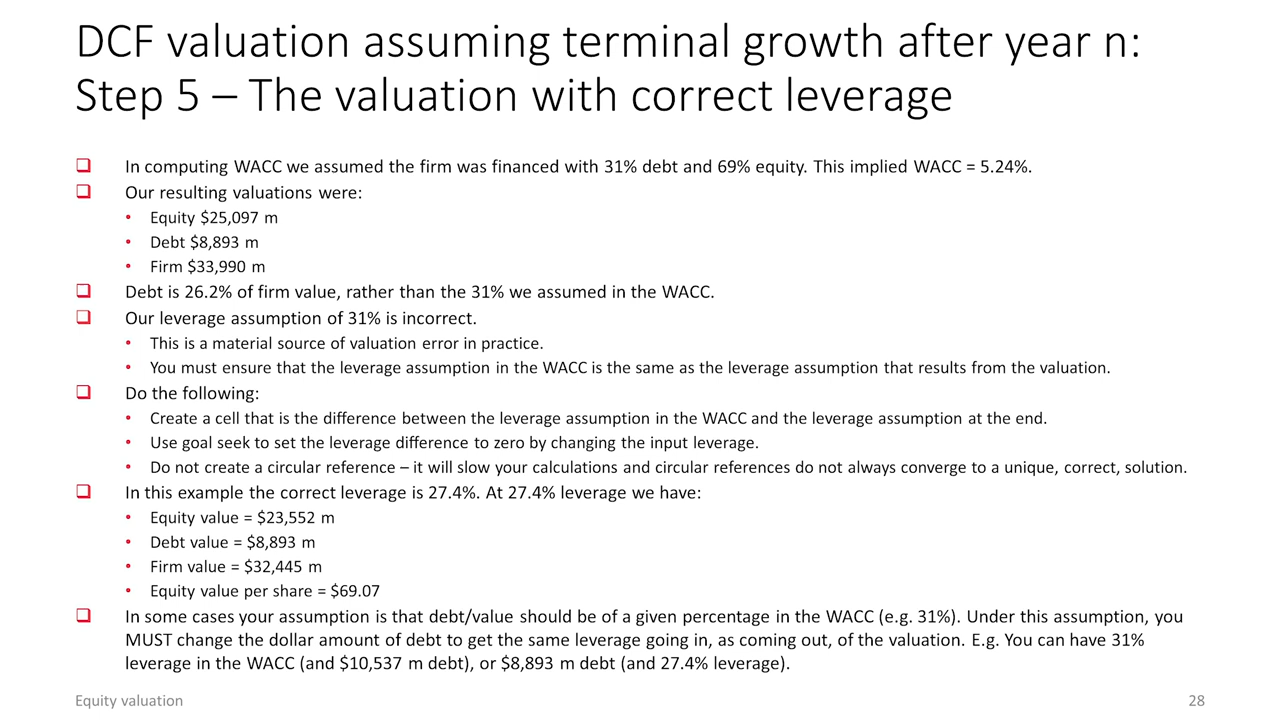 DCF valuation assuming terminal growth after year n:
Step 5 – The valuation with correct leverage
In computing WACC we assumed the firm was financed with 31% debt and 69% equity. This implied WACC = 5.24%.
Our resulting valuations were:
Equity $25,097 m
Debt $8,893 m
Firm $33,990 m
Debt is 26.2% of firm value, rather than the 31% we assumed in the WACC.
Our leverage assumption of 31% is incorrect.
This is a material source of valuation error in practice.
You must ensure that the leverage assumption in the WACC is the same as the leverage assumption that results from the valuation.
Do the following:
Create a cell that is the difference between the leverage assumption in the WACC and the leverage assumption at the end.
Use goal seek to set the leverage difference to zero by changing the input leverage.
Do not create a circular reference – it will slow your calculations and circular references do not always converge to a unique, correct, solution.
In this example the correct leverage is 27.4%. At 27.4% leverage we have:
Equity value = $23,552 m
Debt value = $8,893 m
Firm value = $32,445 m
Equity value per share = $69.07
In some cases your assumption is that debt/value should be of a given percentage in the WACC (e.g. 31%). Under this assumption, you
MUST change the dollar amount of debt to get the same leverage going in, as coming out, of the valuation. E.g. You can have 31%
leverage in the WACC (and $10,537 m debt), or $8,893 m debt (and 27.4% leverage).
Equity valuation
28